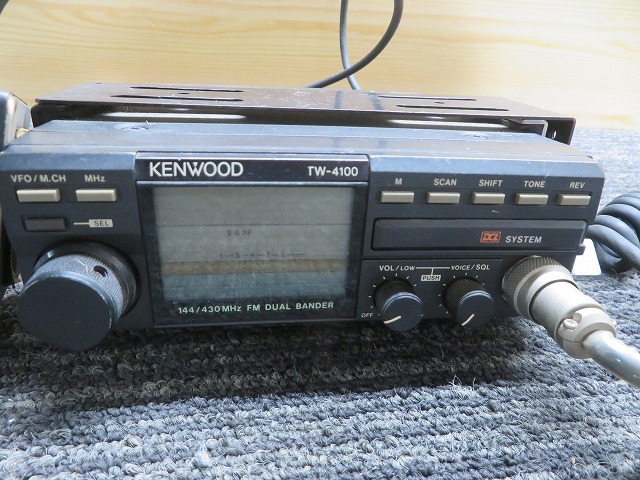 KENWOOD TW-4100
VFO/M.CH MHz
SEL
M SCAN SHIFT TONE REV
DCL SYSTEM
VOL/LOW PUSH VOICE/SQL
OFF
144/430MHz FM DUAL BANDER